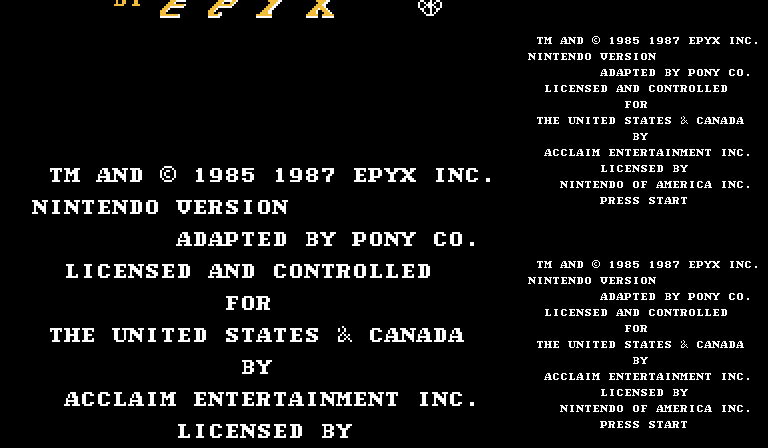 BY EPYX
TM AND © 1985 1987 EPYX INC.
NINTENDO VERSION
ADAPTED BY PONY CO.
LICENSED AND CONTROLLED
FOR
THE UNITED STATES & CANADA
BY
ACCLAIM ENTERTAINMENT INC.
LICENSED BY
TM AND © 1985 1987 EPYX INC.
NINTENDO VERSION
ADAPTED BY PONY CO.
LICENSED AND CONTROLLED
FOR
THE UNITED STATES & CANADA
BY
ACCLAIM ENTERTAINMENT INC.
LICENSED BY
NINTENDO OF AMERICA INC.
PRESS START
TM AND © 1985 1987 EPYX INC.
NINTENDO VERSION
ADAPTED BY PONY CO.
LICENSED AND CONTROLLED
FOR
THE UNITED STATES & CANADA
BY
ACCLAIM ENTERTAINMENT INC.
LICENSED BY
NINTENDO OF AMERICA INC.
PRESS START